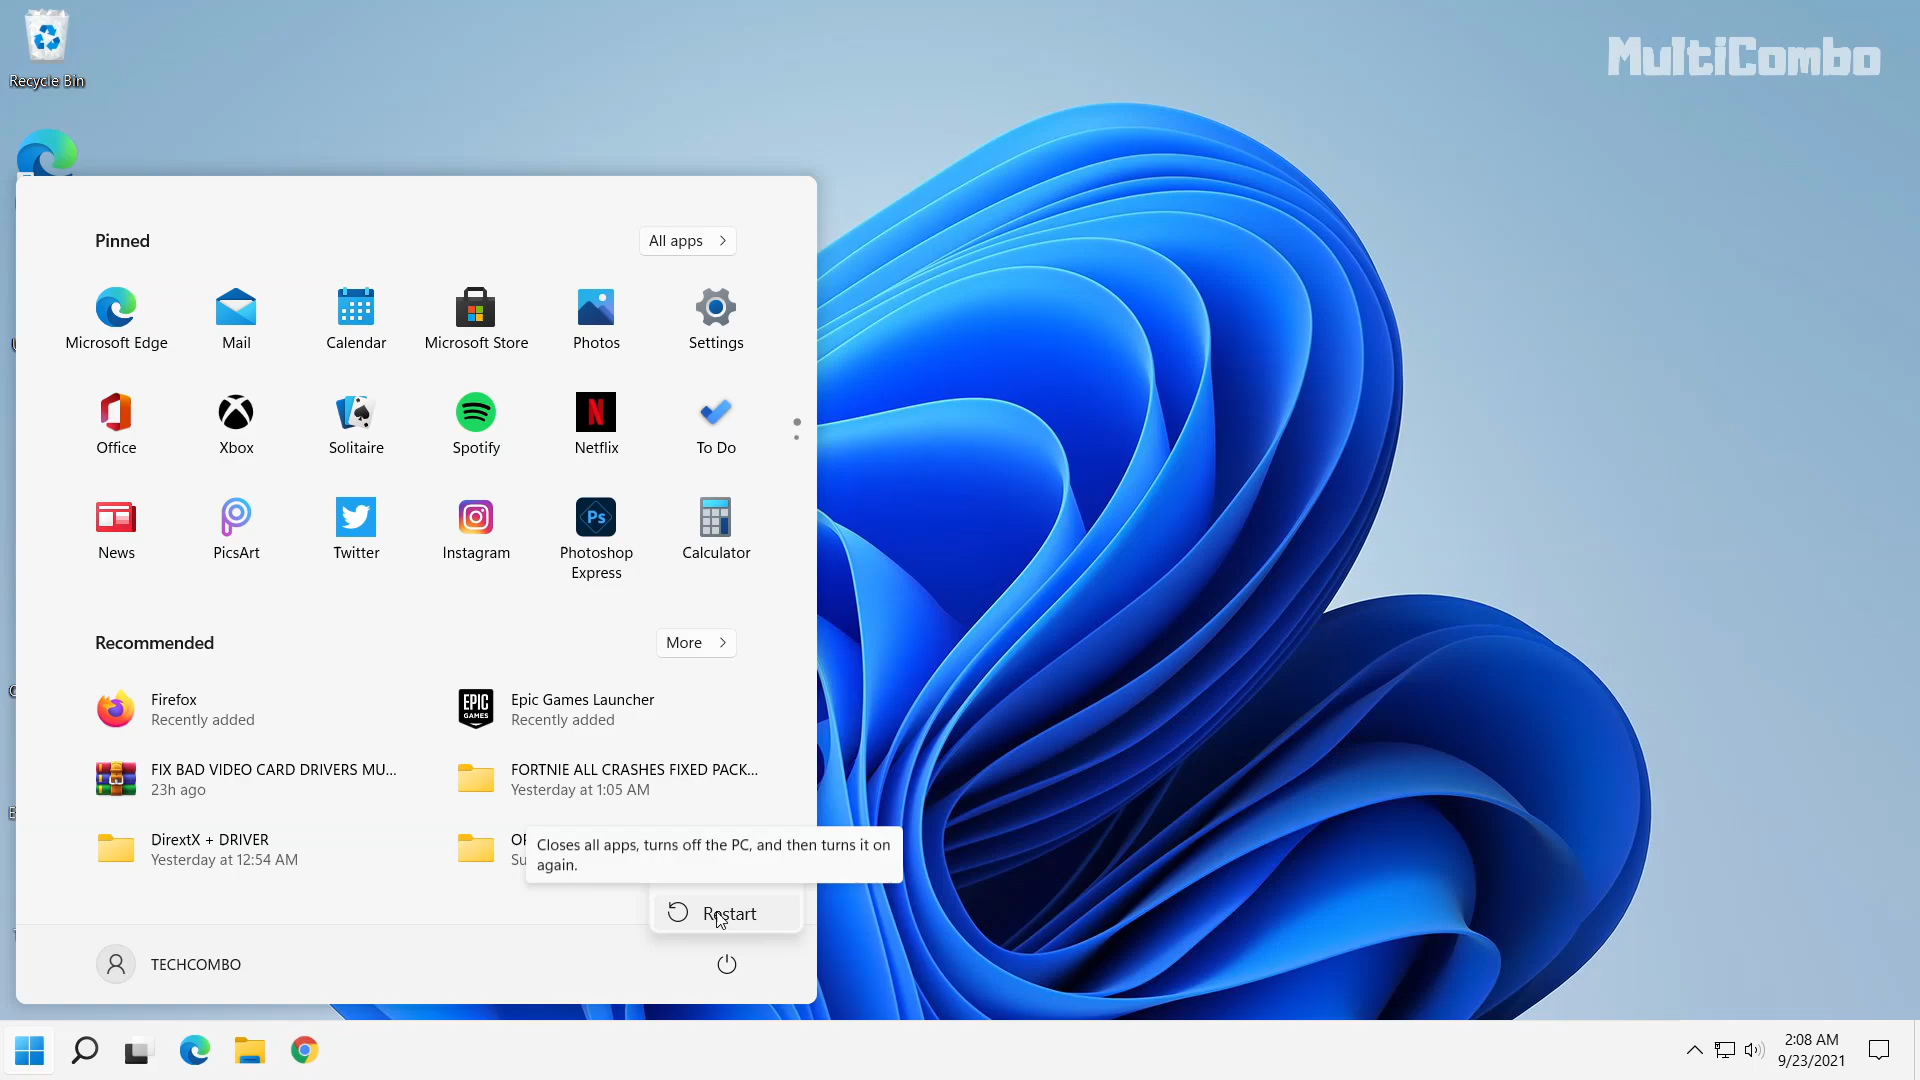 Recycle Bin
MultiCombo
Pinned
All apps
Microsoft Edge
Mail
Calendar
Microsoft Store
Photos
Settings
Office
Xbox
Solitaire
Spotify
Netflix
To Do
News
PicsArt
Twitter
Instagram
Ps
Photoshop
Express
Calculator
Recommended
More
Firefox
Recently added
EPIC
GAMES
Epic Games Launcher
Recently added
FIX BAD VIDEO CARD DRIVERS MU...
23h ago
FORTNIE ALL CRASHES FIXED PACK...
Yesterday at 1:05 AM
DirextX + DRIVER
Yesterday at 12:54 AM
Closes all apps, turns off the PC, and then turns it on
again.
Restart
TECHCOMBO
2:08 AM
9/23/2021